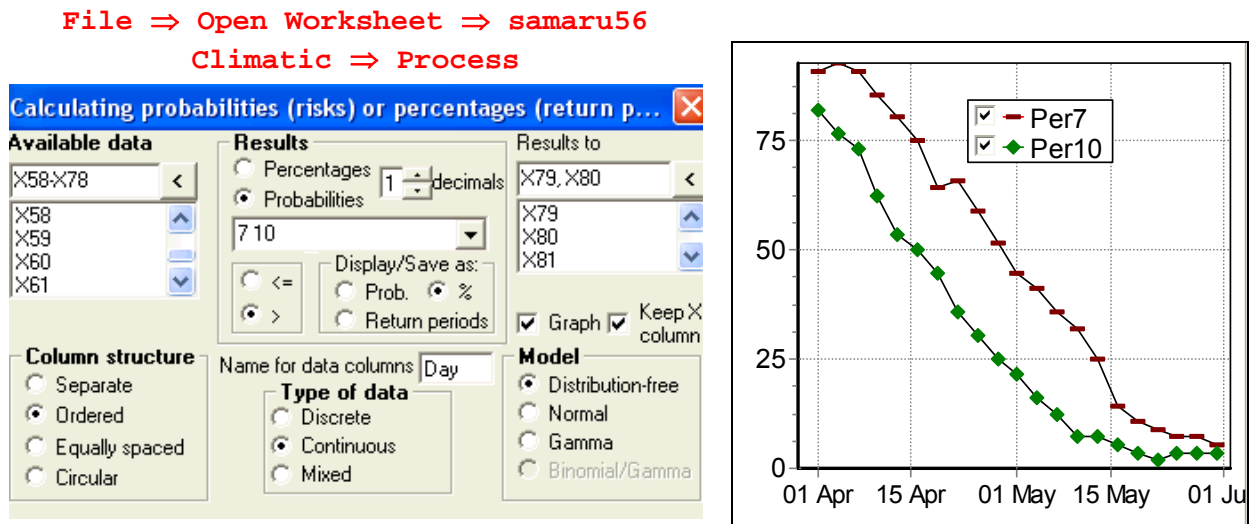 File ⇒ Open Worksheet ⇒ samaru56
Climatic ⇒ Process
Calculating probabilities (risks) or percentages (return p...
Available data
X58-X78 <
X58
X59
X60
X61
Results
Percentages
Probabilities
1 decimals
7 10
<=
>
Display/Save as:
Prob. %
Return periods
Results to
X79, X80 <
X79
X80
X81
Graph
Keep X
column
Column structure
Separate
Ordered
Equally spaced
Circular
Name for data columns Day
Type of data
Discrete
Continuous
Mixed
Model
Distribution-free
Normal
Gamma
Binomial/Gamma
Per7
Per10
75
50
25
0
01 Apr 15 Apr 01 May 15 May 01 Ju